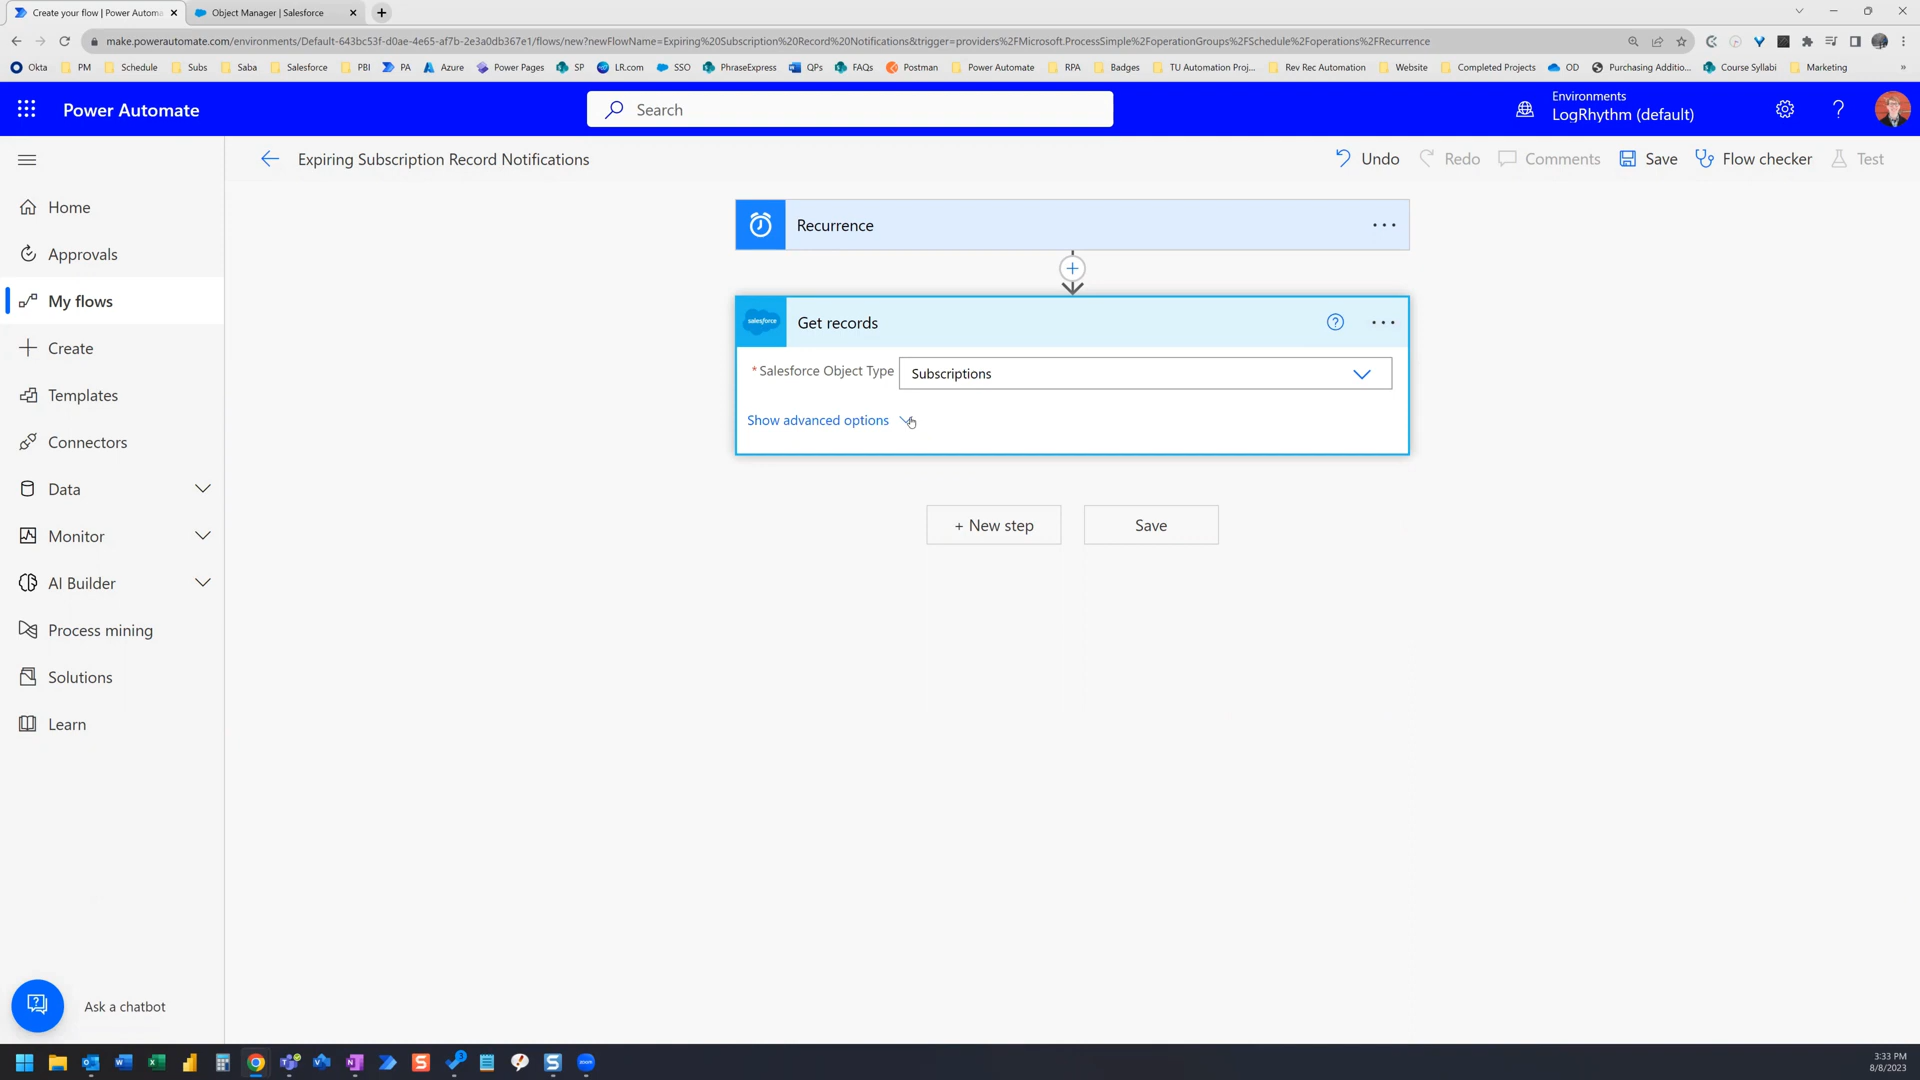 Create your flow | Power Automa
Object Manager | Salesforce
make.powerautomate.com/environments/Default-643bc53f-d0ae-4e65-af7b-2e3a0db367e1/flows/new?newFlowName=Expiring%20Subscription%20Record%20Notifications&trigger=providers%2FMicrosoft.ProcessSimple%2FoperationGroups%2FSchedule%2Foperations%2FRecurrence
Okta PM Schedule Subs Saba Salesforce PBI PA Azure Power Pages SP LR.com SSO PhraseExpress QPs FAQs Postman Power Automate RPA Badges TU Automation Proj... Rev Rec Automation Website Completed Projects OD Purchasing Additio... Course Syllabi Marketing »
Power Automate
Search
Environments
LogRhythm (default)
Expiring Subscription Record Notifications
Undo Redo Comments Save Flow checker Test
Home
Approvals
My flows
Create
Templates
Connectors
Data
Monitor
AI Builder
Process mining
Solutions
Learn
Ask a chatbot
Recurrence
salesforce
Get records
* Salesforce Object Type
Subscriptions
Show advanced options
+ New step
Save
3:33 PM
8/8/2023